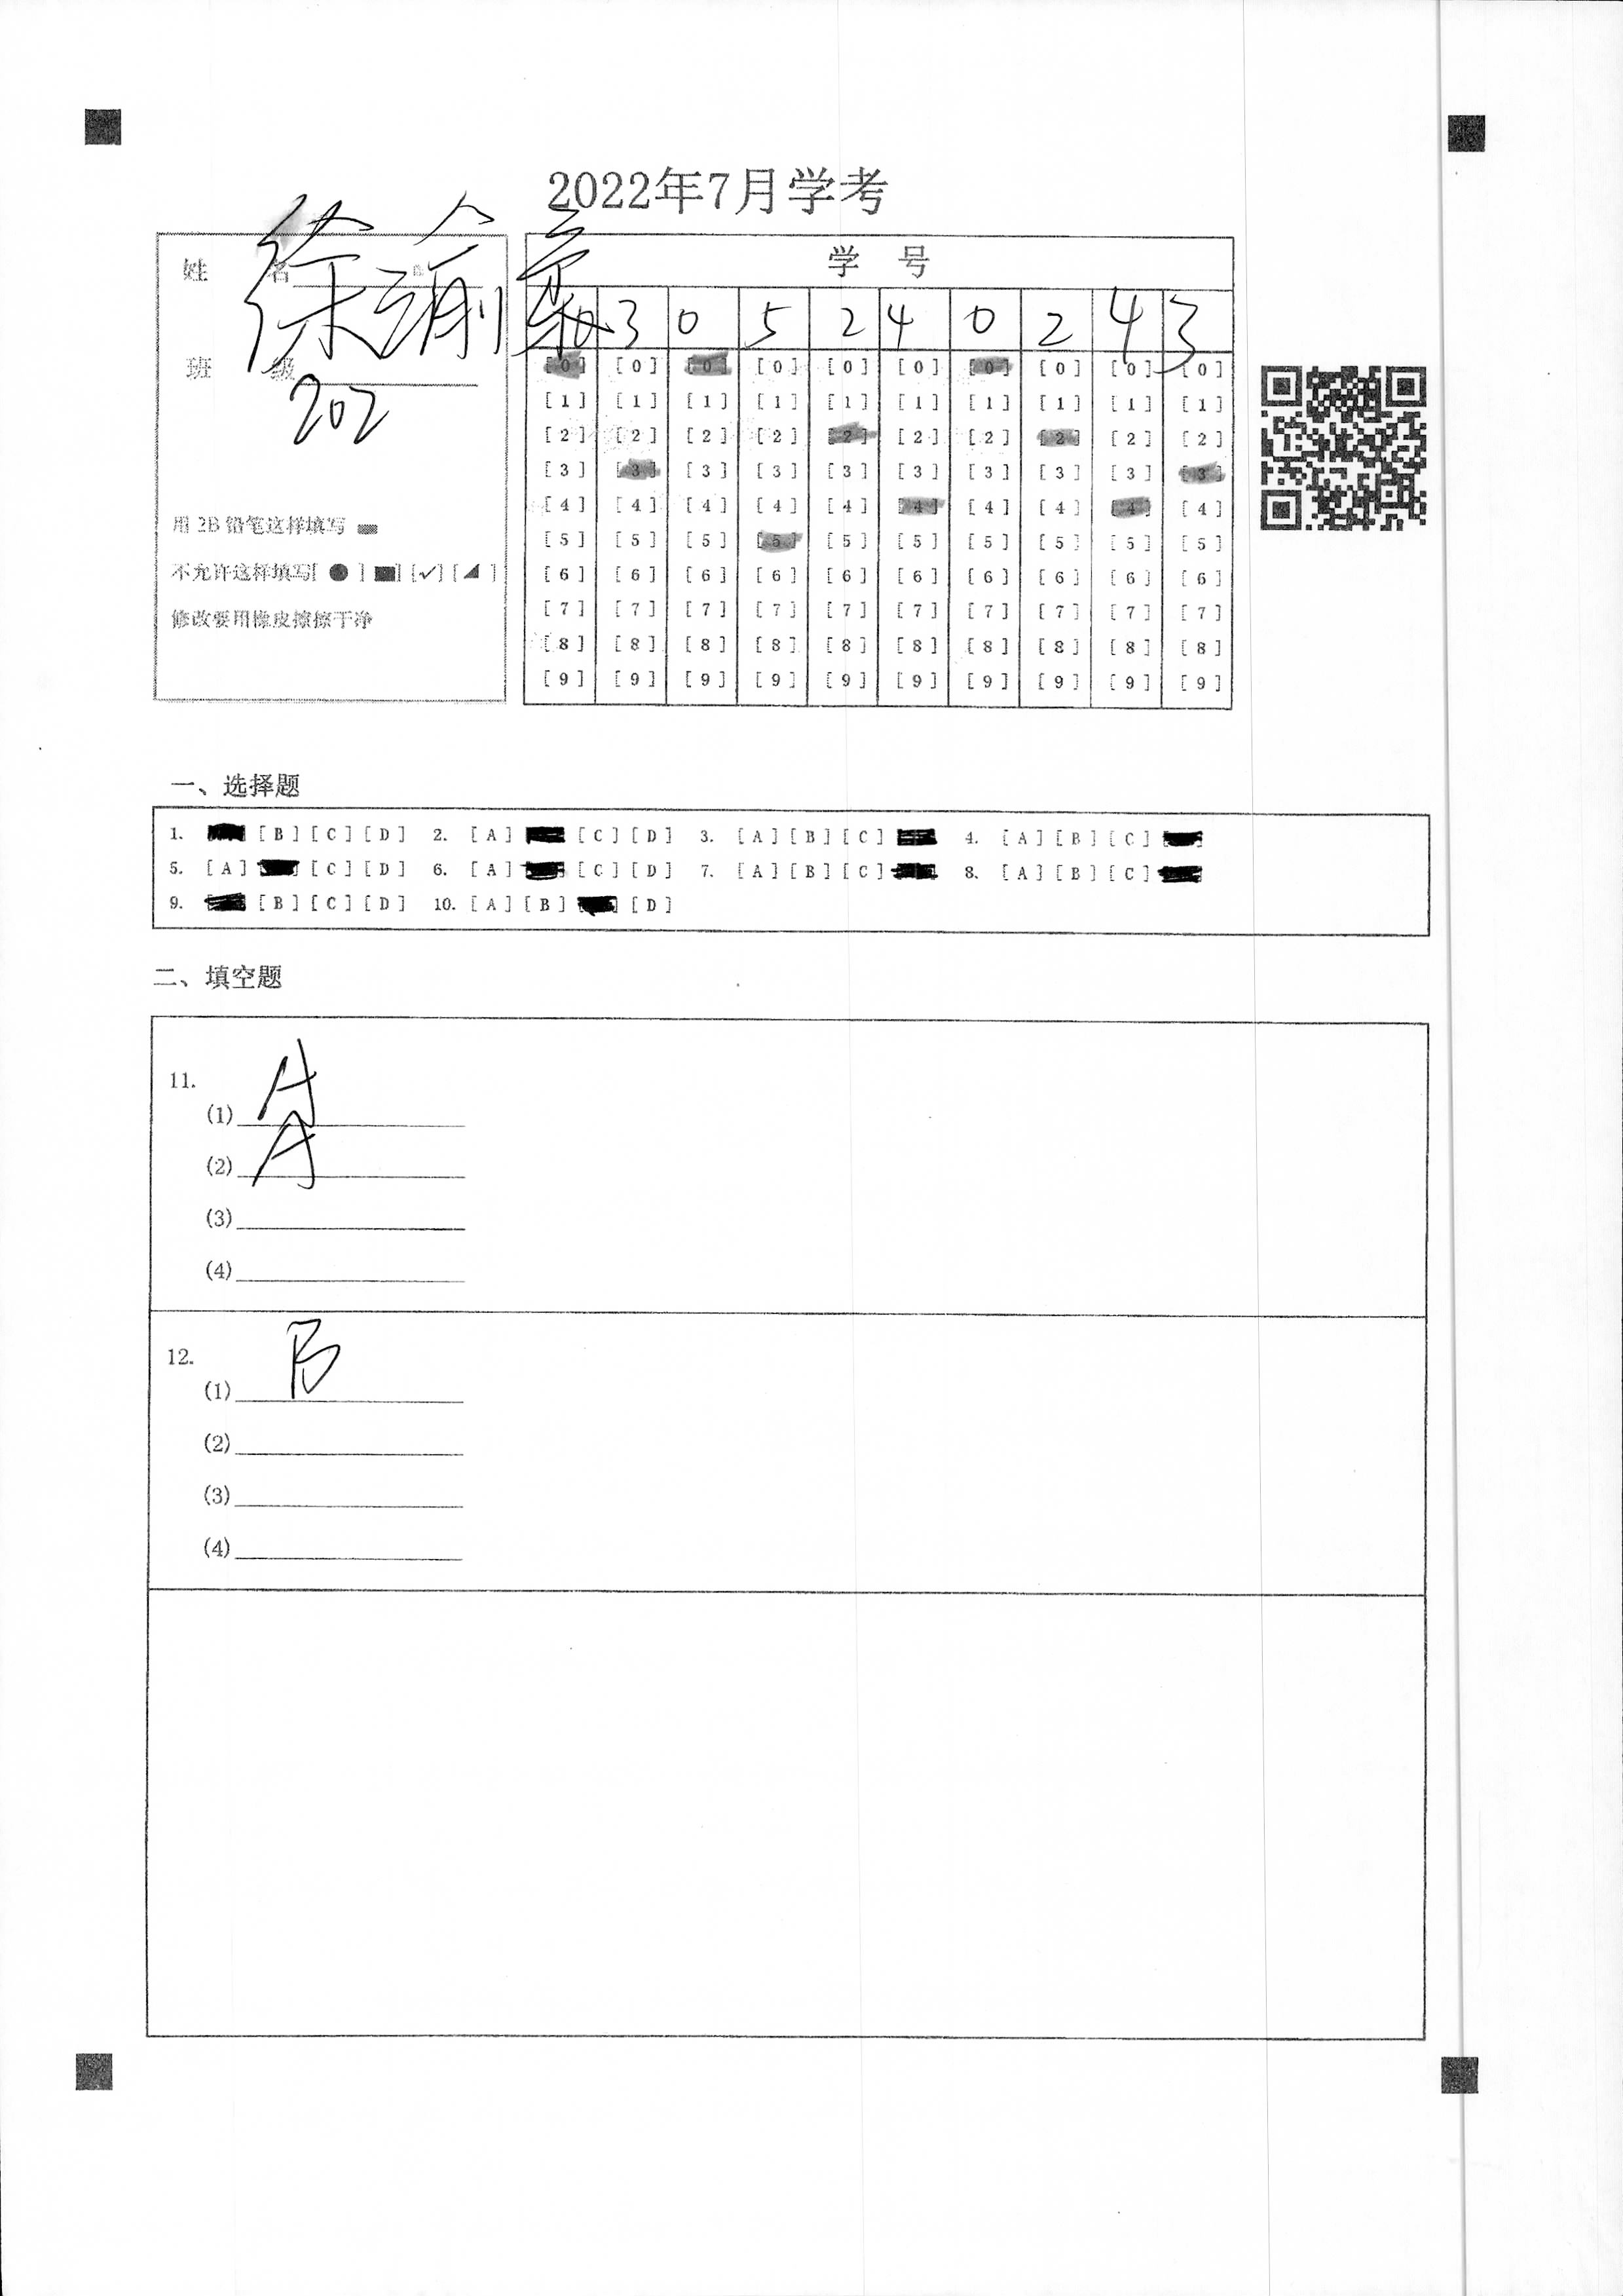 2022年7月学考
姓 名 徐瑜
班 级 202
用 2B 铅笔这样填写
不允许这样填写[ ● ] [■] [✓] [◢ ]
修改要用橡皮擦擦干净
学 号
0 3 0 5 2 4 0 2 4 3
[0] [0] [0] [0] [0] [0] [0] [0] [0] [0]
[1] [1] [1] [1] [1] [1] [1] [1] [1] [1]
[2] [2] [2] [2] [2] [2] [2] [2] [2] [2]
[3] [3] [3] [3] [3] [3] [3] [3] [3] [3]
[4] [4] [4] [4] [4] [4] [4] [4] [4] [4]
[5] [5] [5] [5] [5] [5] [5] [5] [5] [5]
[6] [6] [6] [6] [6] [6] [6] [6] [6] [6]
[7] [7] [7] [7] [7] [7] [7] [7] [7] [7]
[8] [8] [8] [8] [8] [8] [8] [8] [8] [8]
[9] [9] [9] [9] [9] [9] [9] [9] [9] [9]
一、选择题
1. [B] [C] [D] 2. [A] [C] [D] 3. [A] [B] [C] 4. [A] [B] [C]
5. [A] [C] [D] 6. [A] [C] [D] 7. [A] [B] [C] 8. [A] [B] [C]
9. [B] [C] [D] 10. [A] [B] [D]
二、填空题
11.
(1) A
(2) A
(3)
(4)
12.
(1) B
(2)
(3)
(4)